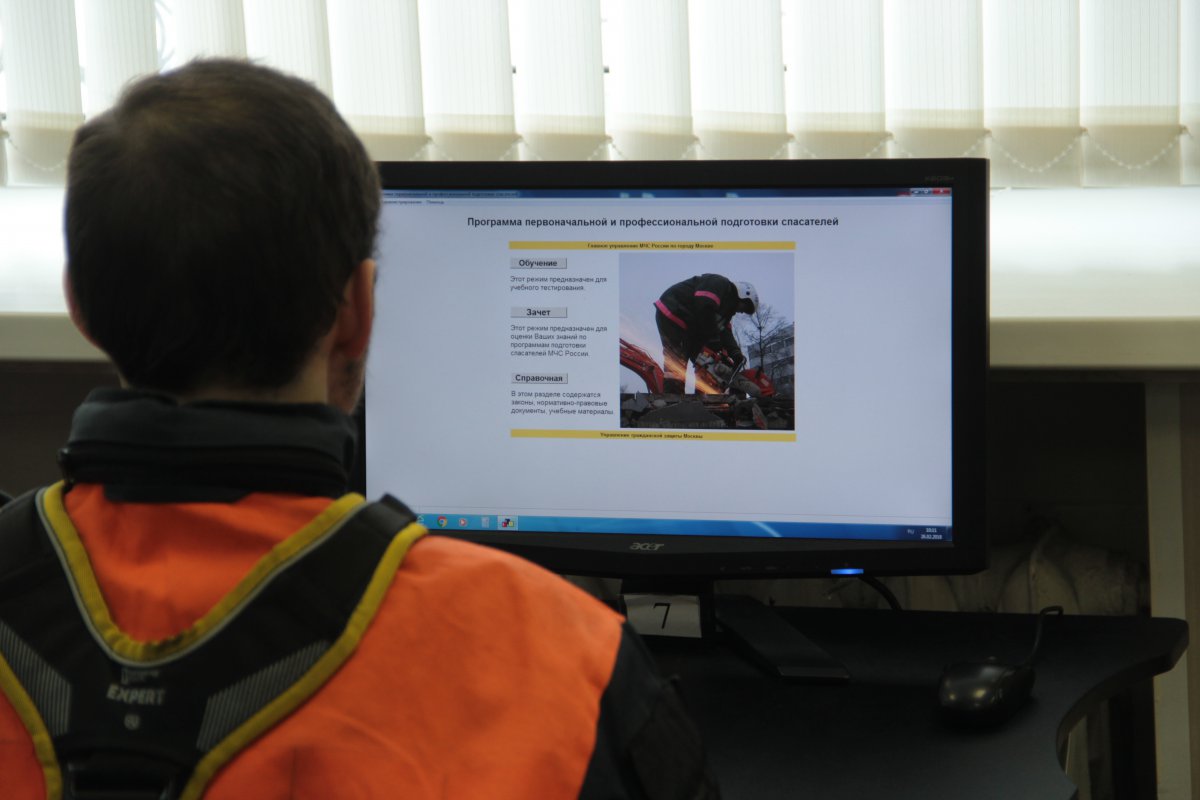 Помощь
Программа первоначальной и профессиональной подготовки спасателей
Главное управление МЧС России по городу Москве
Обучение
Этот режим предназначен для
учебного тестирования.
Зачет
Этот режим предназначен для
оценки Ваших знаний по
программам подготовки
спасателей МЧС России.
Справочная
В этом разделе содержатся
законы, нормативно-правовые
документы, учебные материалы.
Управление гражданской защиты Москвы
RU
acer
7
EXPERT